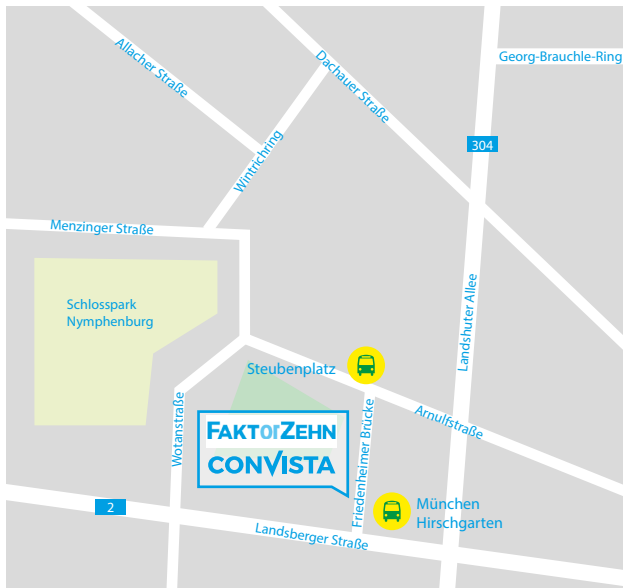 Allacher Straße
Dachauer Straße
Georg-Brauchle-Ring
304
Wintrichring
Menzinger Straße
Schlosspark
Nymphenburg
Landshuter Allee
Steubenplatz
Arnulfstraße
Wotanstraße
FAKTorZEHN
CONVISTA
Friedenheimer Brücke
2
München
Hirschgarten
Landsberger Straße